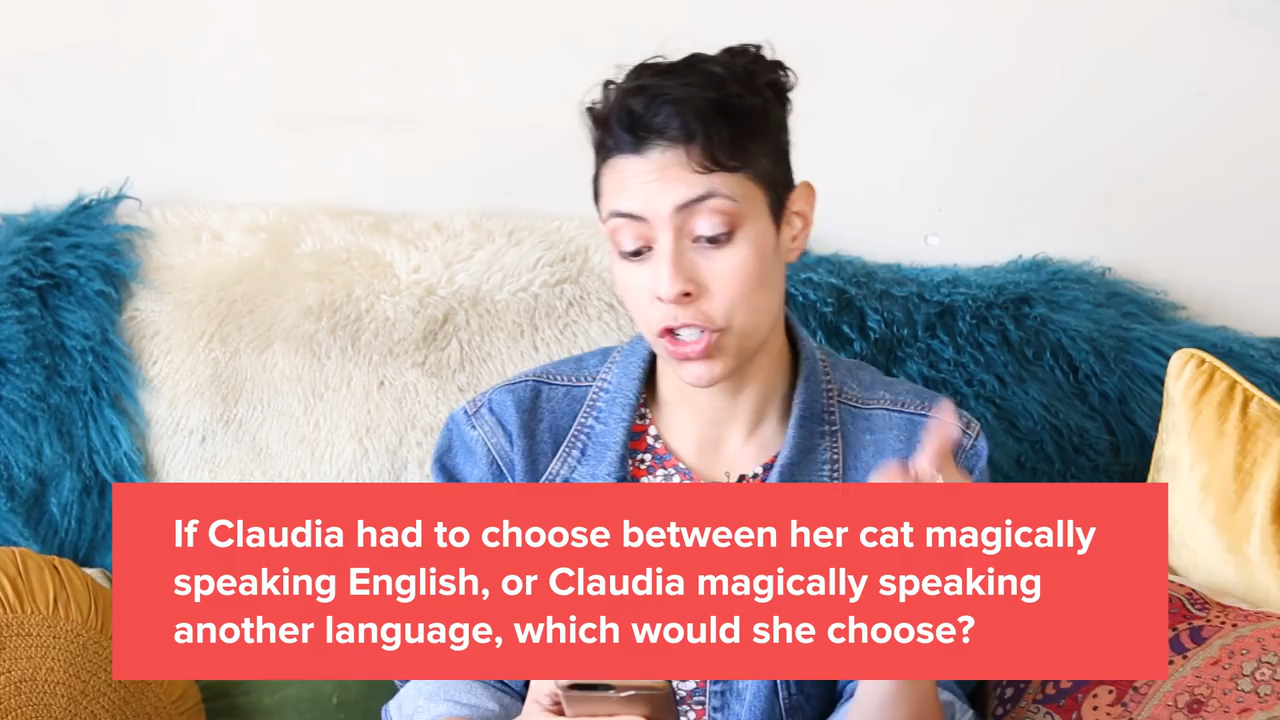 If Claudia had to choose between her cat magically
speaking English, or Claudia magically speaking
another language, which would she choose?